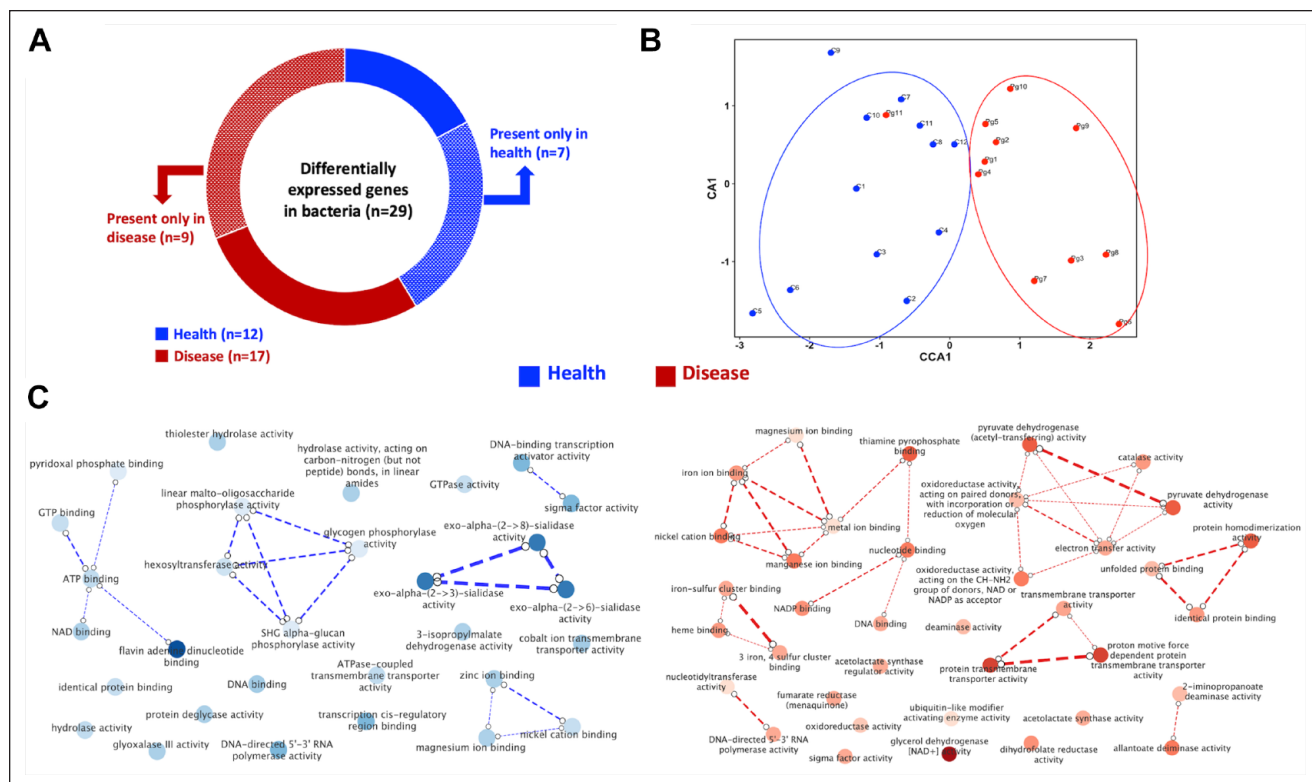 A
Differentially
expressed genes
in bacteria (n=29)
Present only in
health (n=7)
Present only in
disease (n=9)
Health (n=12)
Disease (n=17)
B
CA1
1
0
-1
-3
-2
-1
0
1
2
CCA1
C9
C7
C10
Pg11
C11
C8
C12
C1
C4
C3
C6
C2
C5
Pg10
Pg5
Pg9
Pg2
Pg1
Pg4
Pg3
Pg8
Pg7
Pg6
Health
Disease
C
thiolester hydrolase activity
pyridoxal phosphate binding
hydrolase activity, acting on
carbon-nitrogen (but not
peptide) bonds, in linear
amides
DNA-binding transcription
activator activity
linear malto-oligosaccharide
phosphorylase activity
GTPase activity
sigma factor activity
GTP binding
glycogen phosphorylase
activity
exo-alpha-(2->8)-sialidase
activity
hexosyltransferase activity
ATP binding
exo-alpha-(2->3)-sialidase
activity
exo-alpha-(2->6)-sialidase
activity
NAD binding
SHG alpha-glucan
phosphorylase activity
3-isopropylmalate
dehydrogenase activity
cobalt ion transmembrane
transporter activity
flavin adenine dinucleotide
binding
ATPase-coupled
transmembrane transporter activity
zinc ion binding
identical protein binding
DNA binding
protein deglycase activity
transcription cis-regulatory
region binding
hydrolase activity
nickel cation binding
glyoxalase III activity
DNA-directed 5'-3' RNA
polymerase activity
magnesium ion binding
magnesium ion binding
thiamine pyrophosphate
binding
pyruvate dehydrogenase
(acetyl-transferring) activity
catalase activity
iron ion binding
oxidoreductase activity,
acting on paired donors,
with incorporation or
reduction of molecular
oxygen
pyruvate dehydrogenase activity
metal ion binding
nickel cation binding
protein homodimerization
activity
manganese ion binding
nucleotide binding
electron transfer activity
oxidoreductase activity,
acting on the CH-NH2
group of donors, NAD or
NADP as acceptor
unfolded protein binding
iron-sulfur cluster binding
NADP binding
transmembrane transporter
activity
identical protein binding
DNA binding
deaminase activity
heme binding
proton motive force
dependent protein
transmembrane transporter
activity
3 iron, 4 sulfur cluster
binding
acetolactate synthase
regulator activity
protein transmembrane
transporter activity
nucleotidyltransferase
activity
fumarate reductase
(menaquinone)
2-iminopropanoate
deaminase activity
ubiquitin-like modifier
activating enzyme activity
acetolactate synthase activity
oxidoreductase activity
DNA-directed 5'-3' RNA
polymerase activity
glycerol dehydrogenase
[NAD+] activity
allantoate deiminase activity
sigma factor activity
dihydrofolate reductase
activity